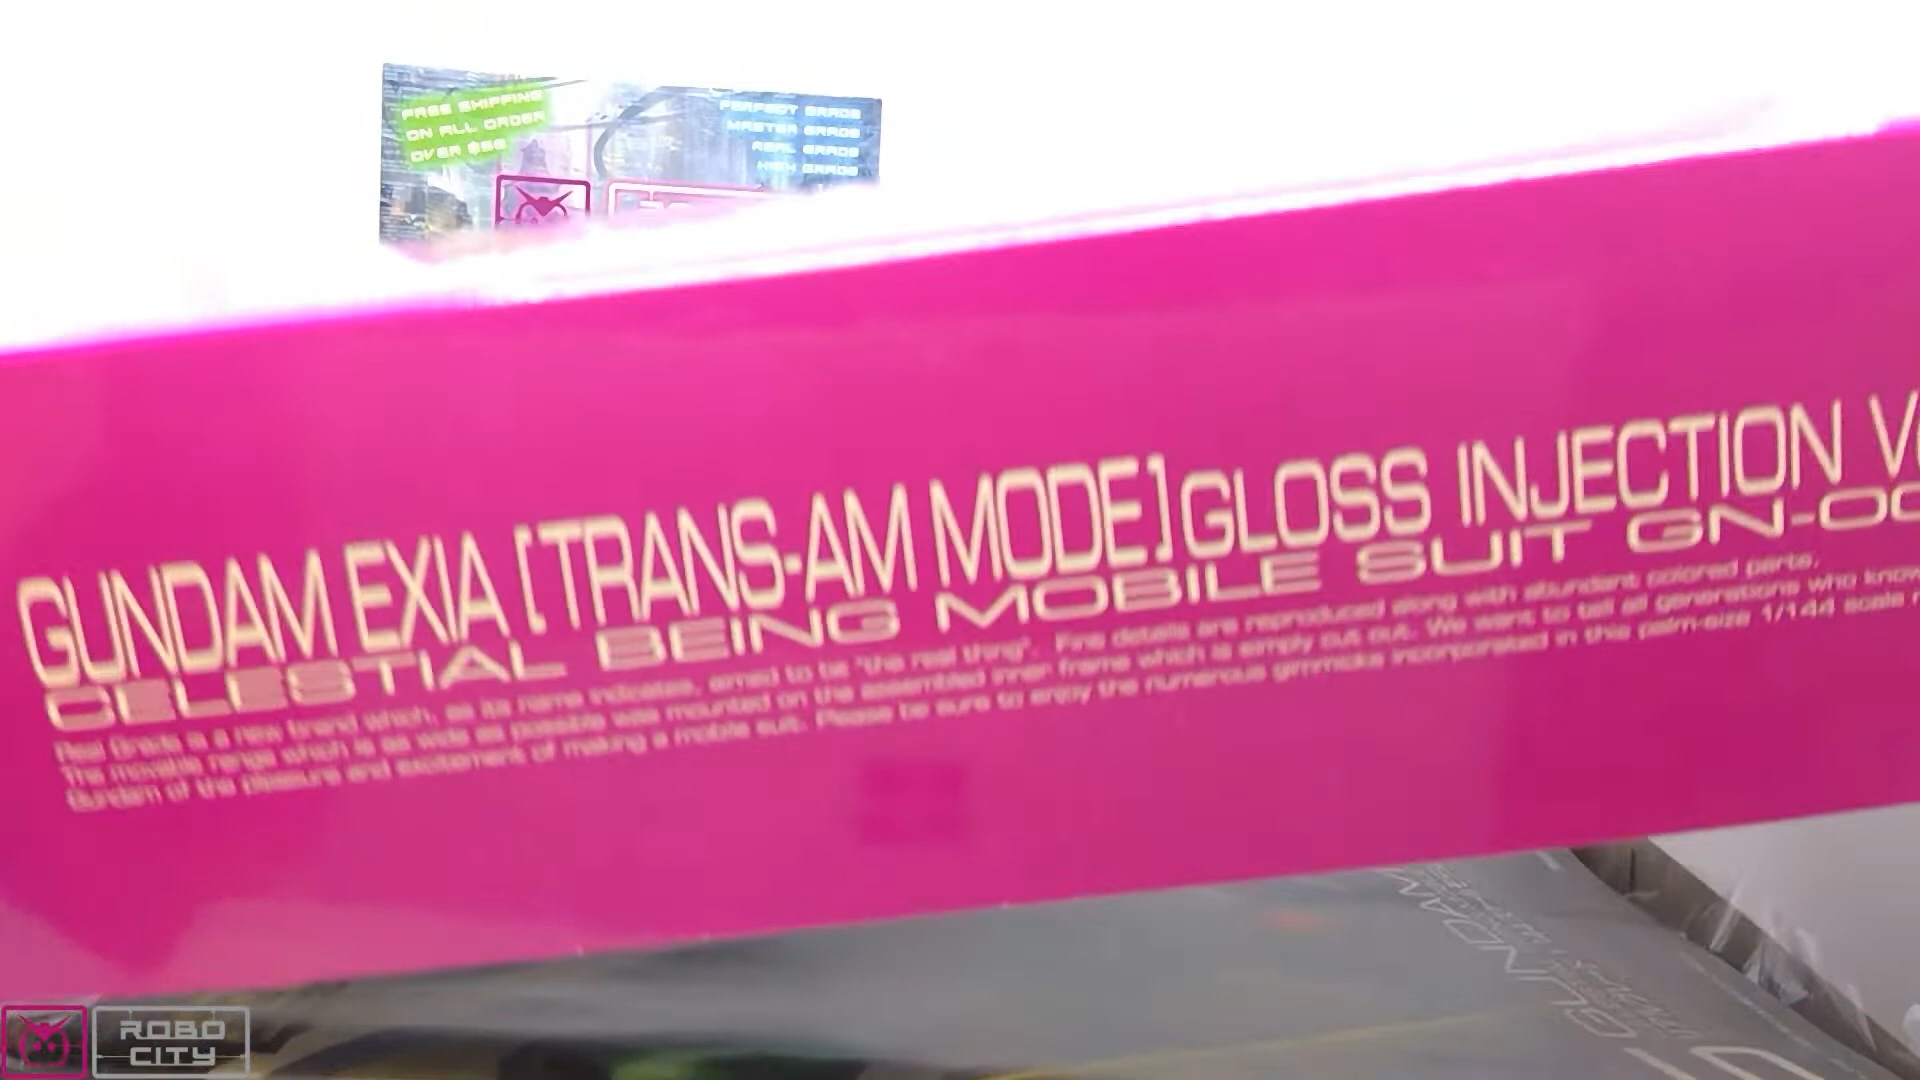 FREE SHIPPING
ON ALL ORDER
OVER $56
PERFECT GRADE
MASTER GRADE
REAL GRADE
HIGH GRADE
GUNDAM EXIA [TRANS-AM MODE] GLOSS INJECTION
CELESTIAL BEING MOBILE SUIT GN-00
Real Grade is a new brand which, as its name indicates, aimed to be "the real thing". Fine details are reproduced along with abundant colored parts.
The movable range which is as wide as possible was mounted on the assembled inner frame which is simply cut out. We want to tell all generations who know
Gundam of the pleasure and excitement of making a mobile suit. Please be sure to enjoy the numerous gimmicks incorporated in this palm-size 1/144 scale
GUNDAM
ROBO
CITY